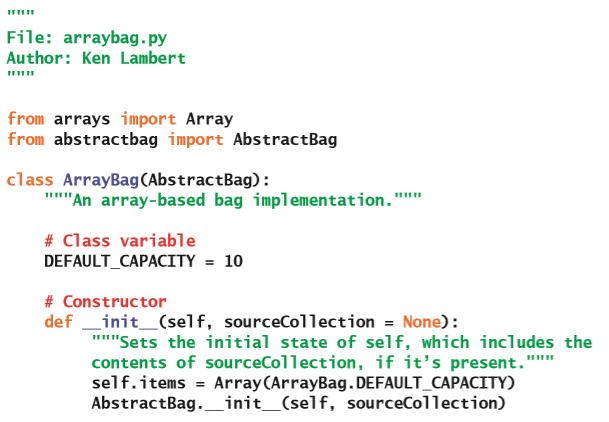 """
File: arraybag.py
Author: Ken Lambert
"""
from arrays import Array
from abstractbag import AbstractBag
class ArrayBag(AbstractBag):
"""An array-based bag implementation."""
# Class variable
DEFAULT_CAPACITY = 10
# Constructor
def __init__(self, sourceCollection = None):
"""Sets the initial state of self, which includes the
contents of sourceCollection, if it’s present."""
self.items = Array(ArrayBag.DEFAULT_CAPACITY)
AbstractBag.__init__(self, sourceCollection)